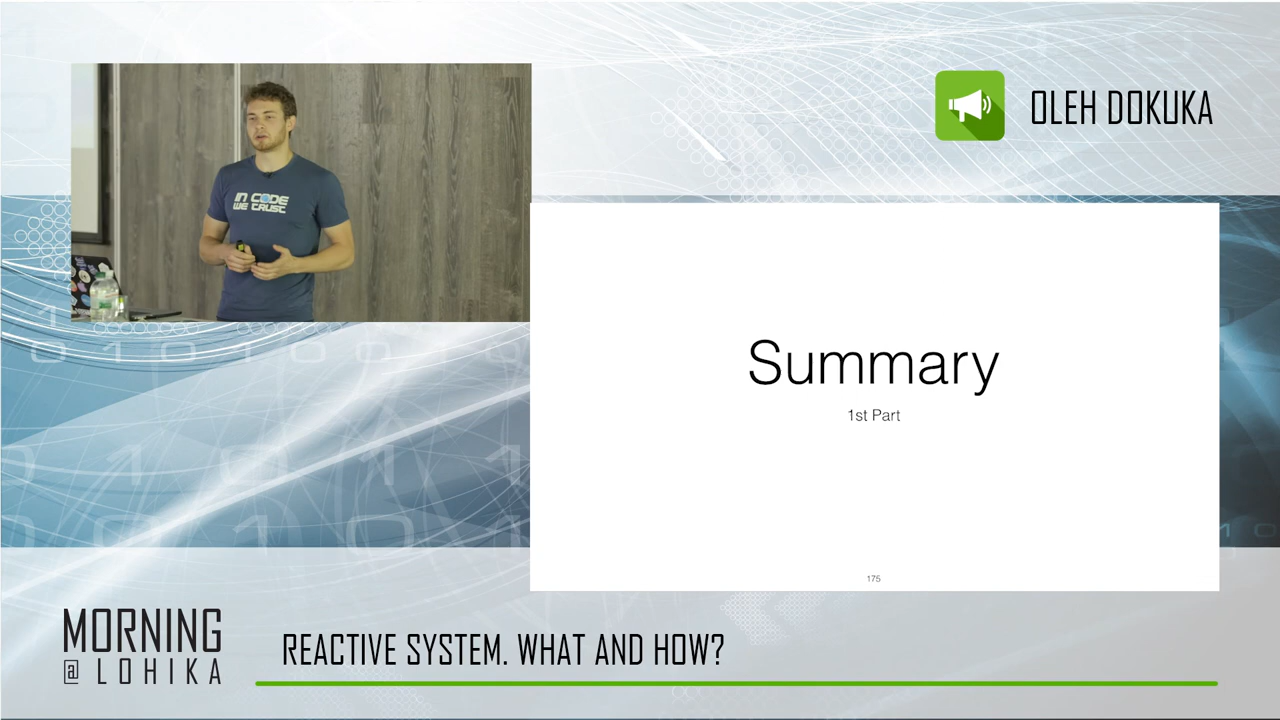 OLEH DOKUKA
IN CODE
WE TRUST
Summary
1st Part
175
MORNING
@ LOHIKA
REACTIVE SYSTEM. WHAT AND HOW?